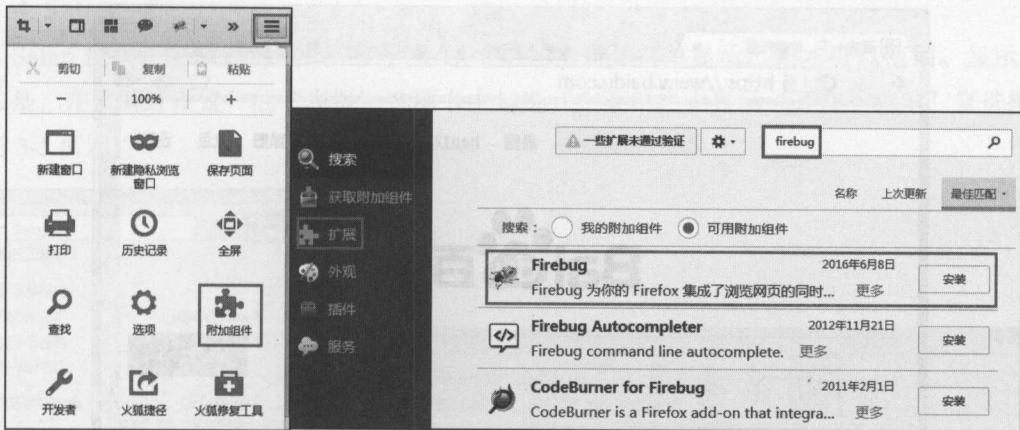 剪切 复制 粘贴
− 100% +
新建窗口 新建隐私浏览窗口 保存页面
打印 历史记录 全屏
查找 选项 附加组件
开发者 火狐捷径 火狐修复工具
搜索
获取附加组件
扩展
外观
插件
服务
一些扩展未通过验证 firebug
名称 上次更新 最佳匹配
搜索： 我的附加组件 可用附加组件
Firebug 2016年6月8日
Firebug 为你的 Firefox 集成了浏览网页的同时... 更多 安装
Firebug Autocompleter 2012年11月21日
Firebug command line autocomplete. 更多 安装
CodeBurner for Firebug 2011年2月1日
CodeBurner is a Firefox add-on that integra... 更多 安装